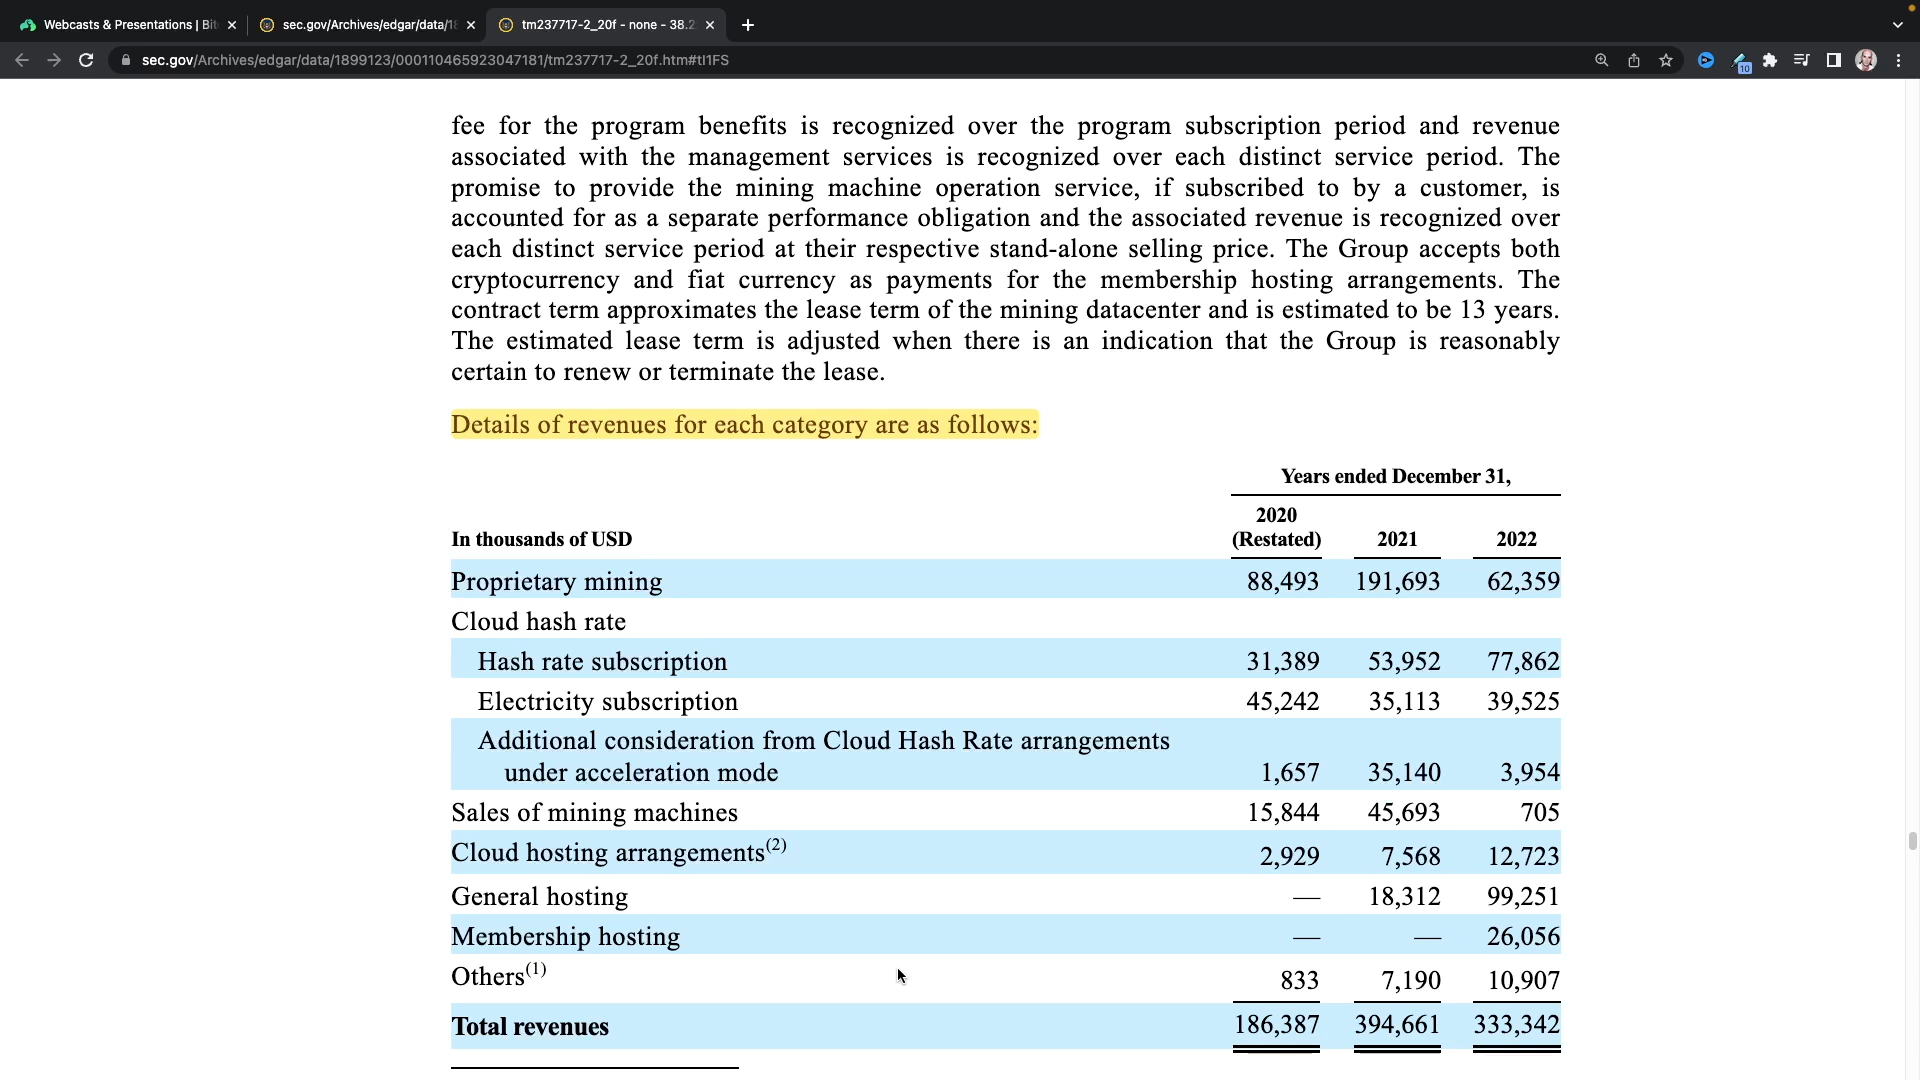 Webcasts & Presentations | Bit
sec.gov/Archives/edgar/data/18
tm237717-2_20f - none - 38.2
sec.gov/Archives/edgar/data/1899123/000110465923047181/tm237717-2_20f.htm#tI1FS
10
fee for the program benefits is recognized over the program subscription period and revenue
associated with the management services is recognized over each distinct service period. The
promise to provide the mining machine operation service, if subscribed to by a customer, is
accounted for as a separate performance obligation and the associated revenue is recognized over
each distinct service period at their respective stand-alone selling price. The Group accepts both
cryptocurrency and fiat currency as payments for the membership hosting arrangements. The
contract term approximates the lease term of the mining datacenter and is estimated to be 13 years.
The estimated lease term is adjusted when there is an indication that the Group is reasonably
certain to renew or terminate the lease.
Details of revenues for each category are as follows:
Years ended December 31,
In thousands of USD 2020 (Restated) 2021 2022
Proprietary mining 88,493 191,693 62,359
Cloud hash rate
Hash rate subscription 31,389 53,952 77,862
Electricity subscription 45,242 35,113 39,525
Additional consideration from Cloud Hash Rate arrangements
under acceleration mode 1,657 35,140 3,954
Sales of mining machines 15,844 45,693 705
Cloud hosting arrangements(2) 2,929 7,568 12,723
General hosting — 18,312 99,251
Membership hosting — — 26,056
Others(1) 833 7,190 10,907
Total revenues 186,387 394,661 333,342